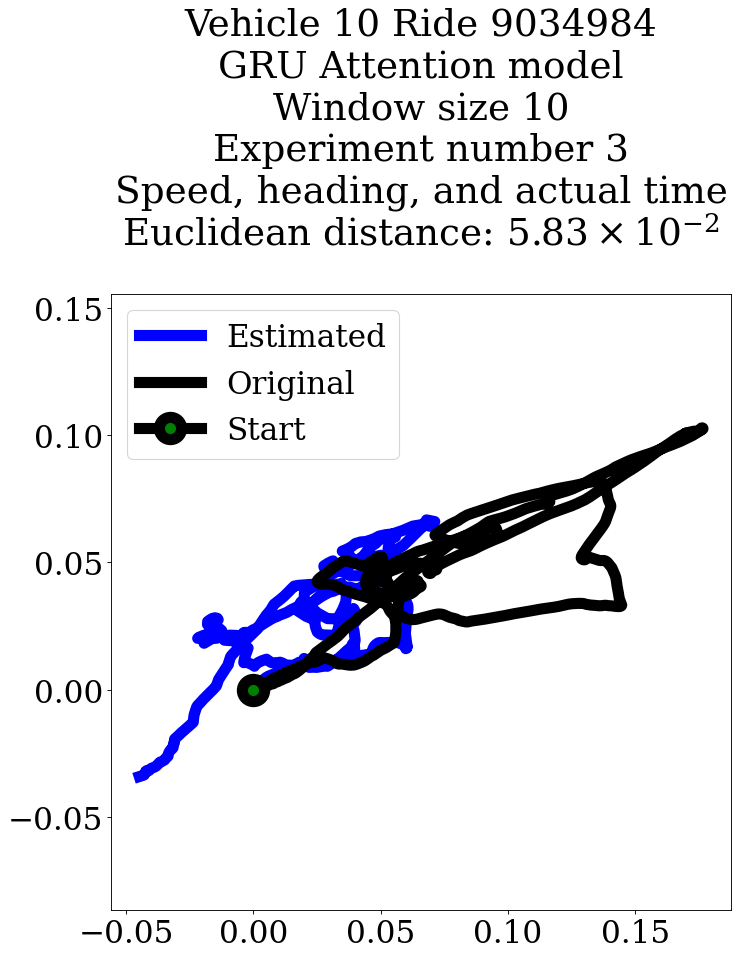 Vehicle 10 Ride 9034984
GRU Attention model
Window size 10
Experiment number 3
Speed, heading, and actual time
Euclidean distance: 5.83 × 10⁻²
Estimated
Original
Start
0.15
0.10
0.05
0.00
−0.05
−0.05 0.00 0.05 0.10 0.15